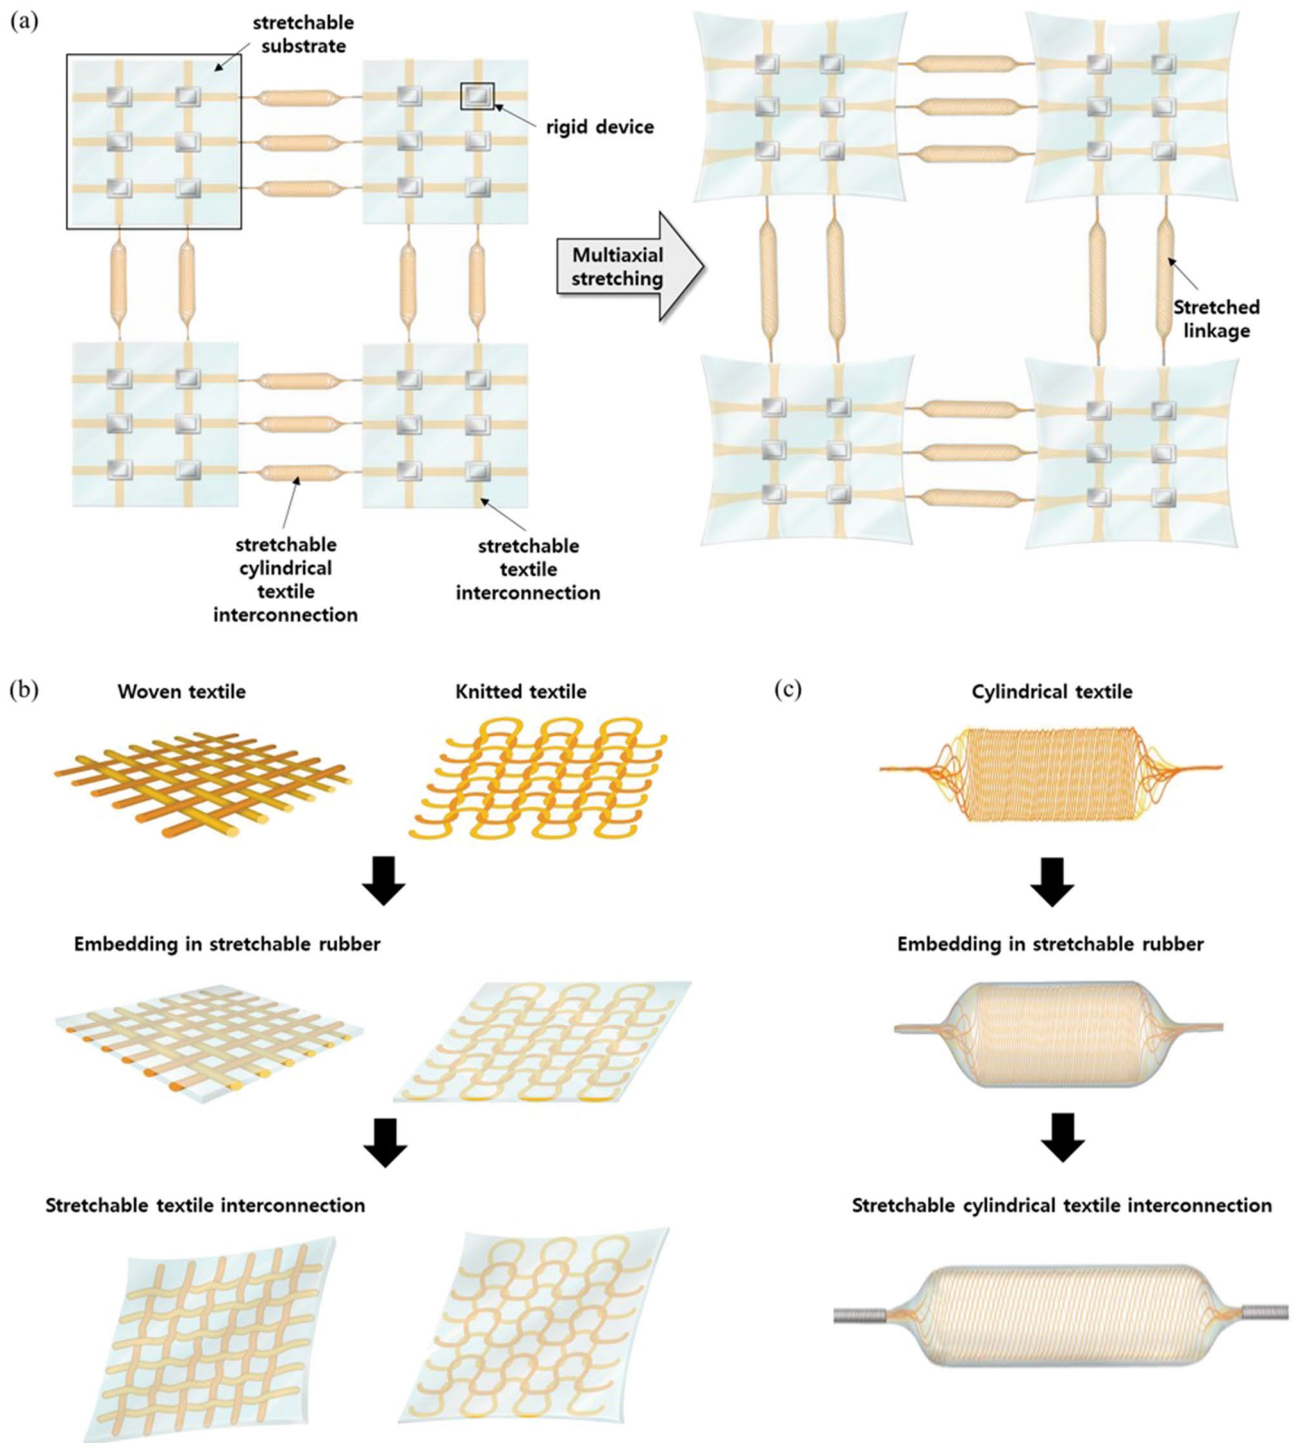 (a)
stretchable
substrate
rigid device
Multiaxial
stretching
Stretched
linkage
stretchable
cylindrical
textile
interconnection
stretchable
textile
interconnection
(b)
Woven textile
Knitted textile
Embedding in stretchable rubber
Stretchable textile interconnection
(c)
Cylindrical textile
Embedding in stretchable rubber
Stretchable cylindrical textile interconnection